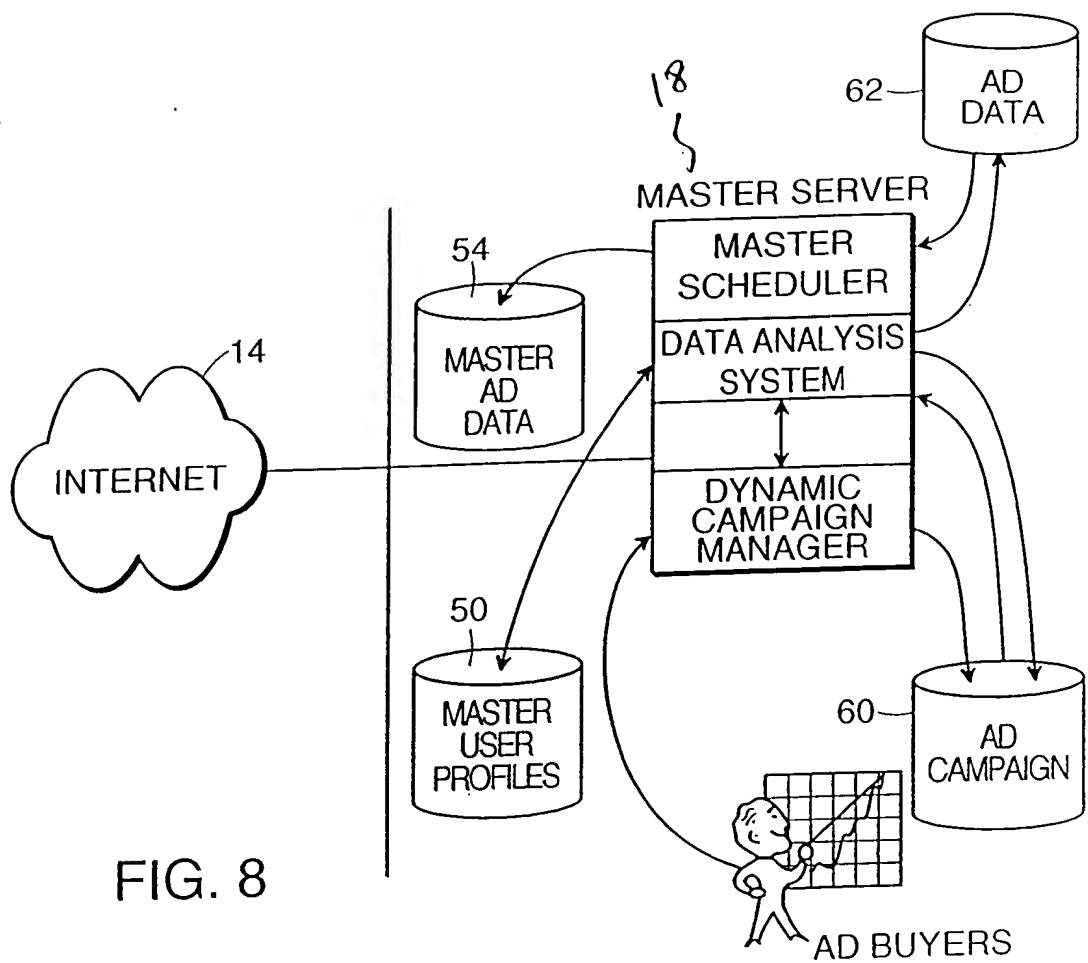 18
62
AD
DATA
MASTER SERVER
MASTER
SCHEDULER
54
MASTER
AD
DATA
DATA ANALYSIS
SYSTEM
14
INTERNET
DYNAMIC
CAMPAIGN
MANAGER
50
MASTER
USER
PROFILES
60
AD
CAMPAIGN
FIG. 8
AD BUYERS